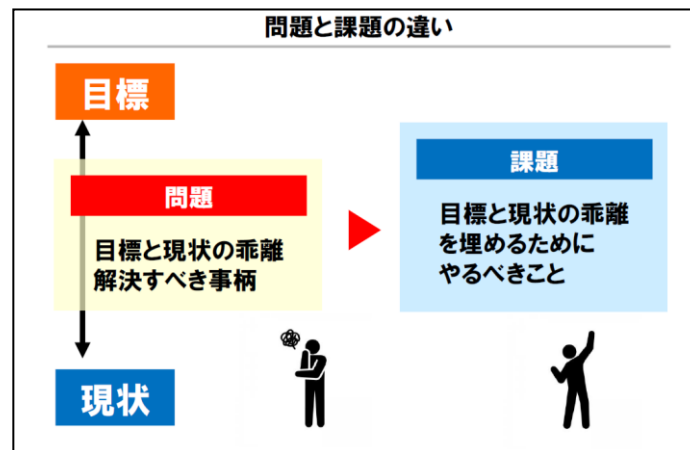 問題と課題の違い
目標
問題
目標と現状の乖離
解決すべき事柄
課題
目標と現状の乖離
を埋めるために
やるべきこと
現状